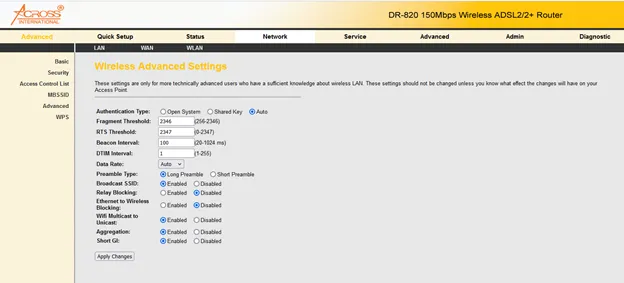 ACROSS
INTERNATIONAL
DR-820 150Mbps Wireless ADSL2/2+ Router
Advanced Quick Setup Status Network Service Advanced Admin Diagnostic
LAN WAN WLAN
Basic
Security
Access Control List
MBSSID
Advanced
WPS
Wireless Advanced Settings
These settings are only for more technically advanced users who have a sufficient knowledge about wireless LAN. These settings should not be changed unless you know what effect the changes will have on your
Access Point.
Authentication Type: Open System Shared Key Auto
Fragment Threshold: 2346 (256-2346)
RTS Threshold: 2347 (0-2347)
Beacon Interval: 100 (20-1024 ms)
DTIM Interval: 1 (1-255)
Data Rate: Auto
Preamble Type: Long Preamble Short Preamble
Broadcast SSID: Enabled Disabled
Relay Blocking: Enabled Disabled
Ethernet to Wireless
Blocking: Enabled Disabled
Wifi Multicast to
Unicast: Enabled Disabled
Aggregation: Enabled Disabled
Short GI: Enabled Disabled
Apply Changes